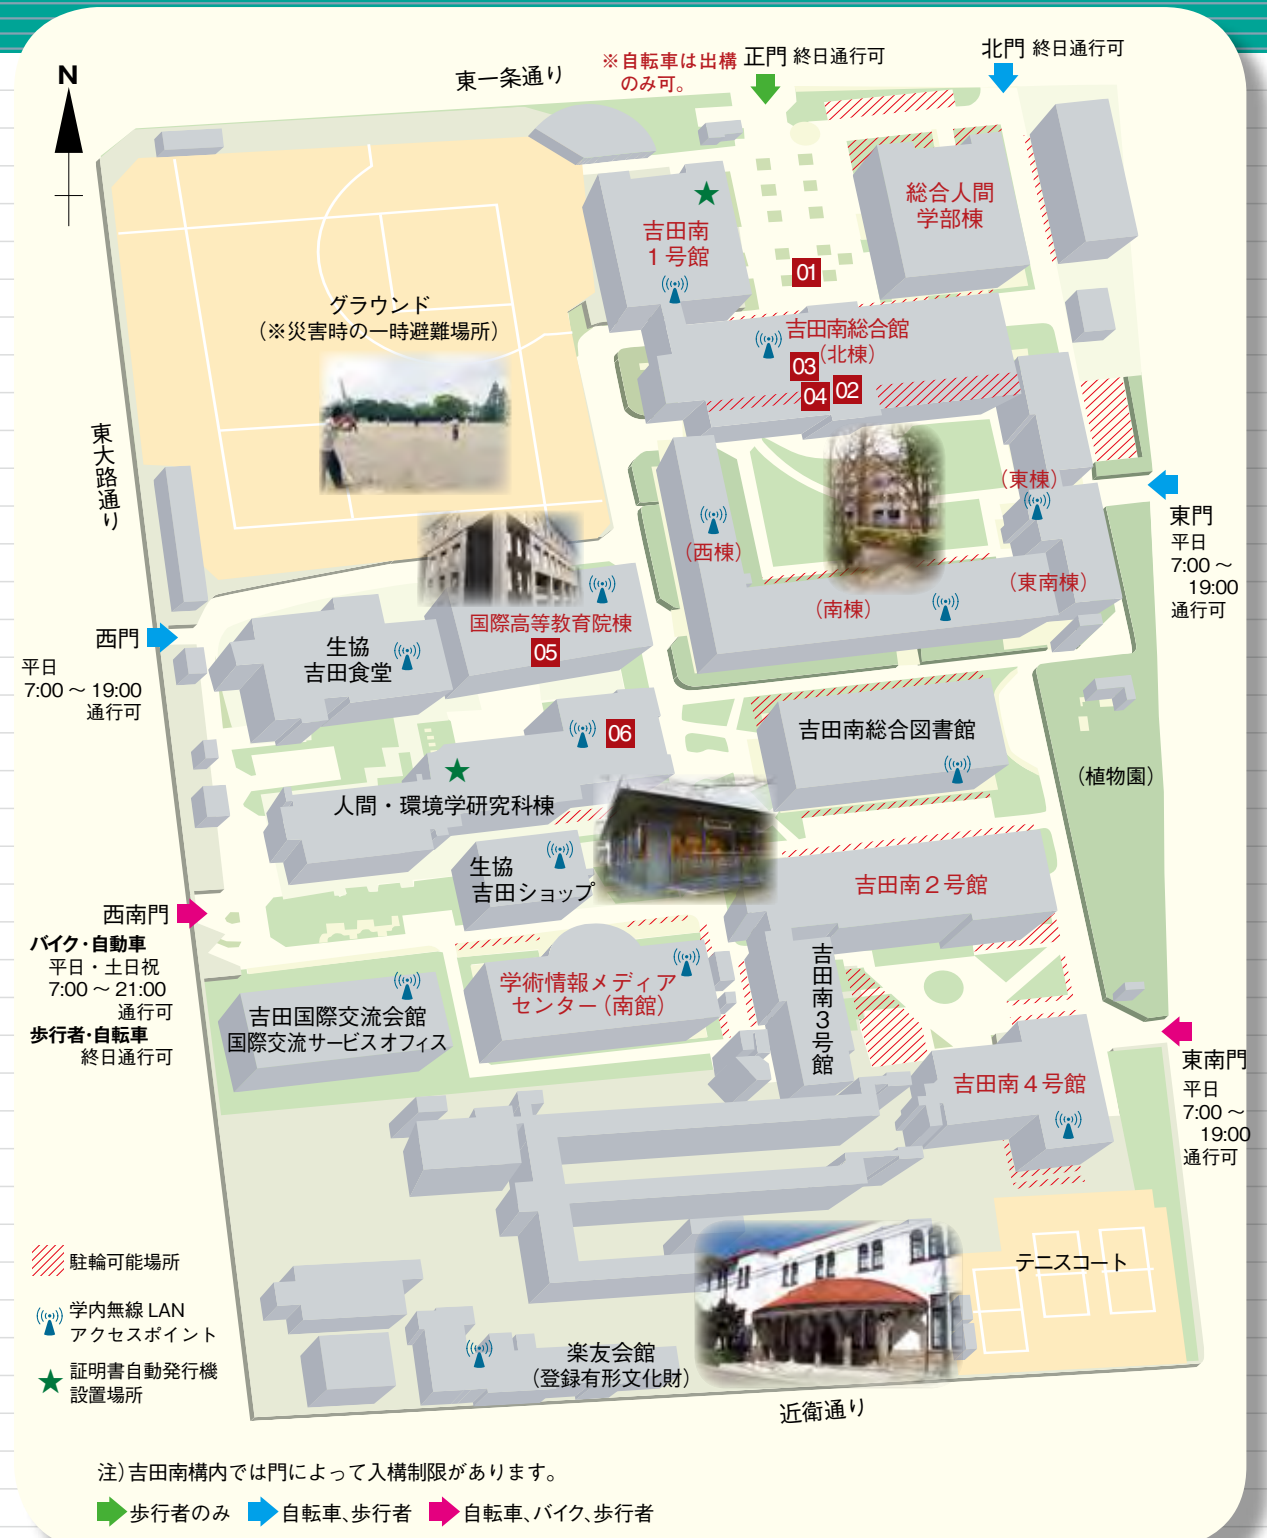 N
東一条通り
※自転車は出構
のみ可。
正門 終日通行可
北門 終日通行可
総合人間
学部棟
吉田南
1号館
01
グラウンド
(※災害時の一時避難場所)
吉田南総合館
(北棟)
03
04
02
東大路通り
(東棟)
東門
平日
7:00~
19:00
通行可
(西棟)
(東南棟)
(南棟)
国際高等教育院棟
05
西門
平日
7:00~19:00
通行可
生協
吉田食堂
06
吉田南総合図書館
(植物園)
人間・環境学研究科棟
生協
吉田ショップ
吉田南2号館
西南門
バイク・自動車
平日・土日祝
7:00~21:00
通行可
歩行者・自転車
終日通行可
学術情報メディア
センター(南館)
吉田南3号館
吉田国際交流会館
国際交流サービスオフィス
東南門
平日
7:00~
19:00
通行可
吉田南4号館
駐輪可能場所
学内無線LAN
アクセスポイント
証明書自動発行機
設置場所
テニスコート
楽友会館
(登録有形文化財)
近衛通り
注)吉田南構内では門によって入構制限があります。
歩行者のみ 自転車、歩行者 自転車、バイク、歩行者